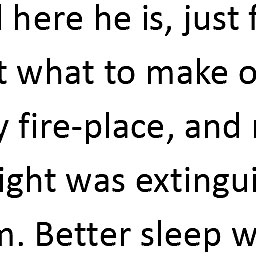 here he is, just
what to make
fire-place, and
ight was extingui
m. Better sleep w